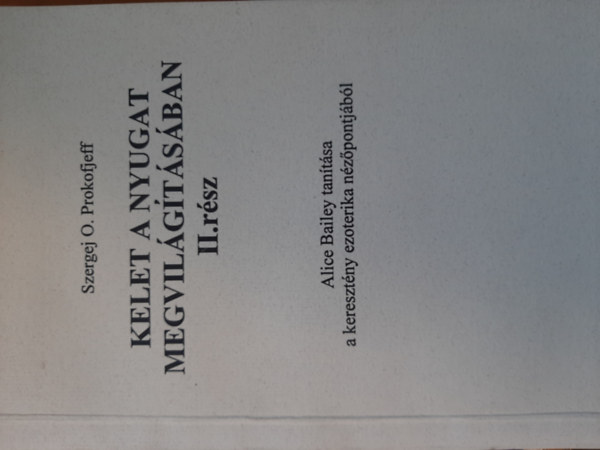 Szergej O. Prokofjeff
KELET A NYUGAT
MEGVILÁGÍTÁSÁBAN
II.rész
Alice Bailey tanítása
a keresztény ezoterika nézőpontjából